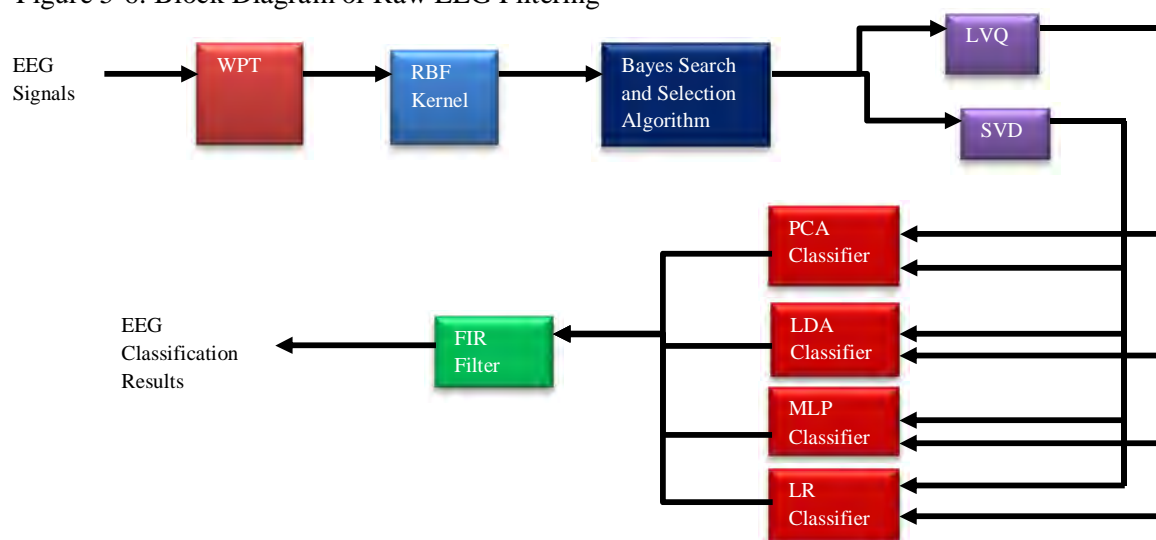 Figure 3-6: Block Diagram of Raw EEG Filtering
EEG
Signals
WPT
RBF
Kernel
Bayes Search
and Selection
Algorithm
LVQ
SVD
PCA
Classifier
LDA
Classifier
MLP
Classifier
LR
Classifier
FIR
Filter
EEG
Classification
Results